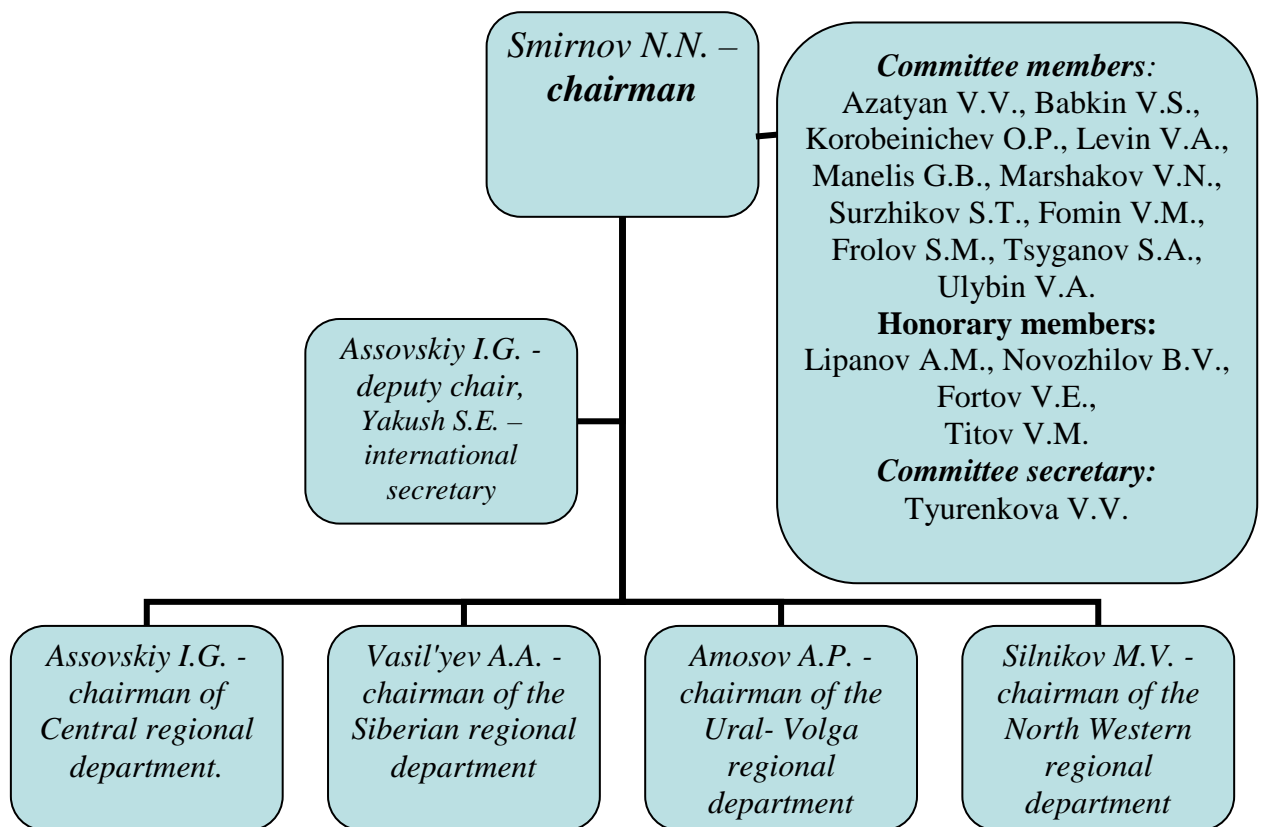 Smirnov N.N. –
chairman
Committee members:
Azatyan V.V., Babkin V.S.,
Korobeinichev O.P., Levin V.A.,
Manelis G.B., Marshakov V.N.,
Surzhikov S.T., Fomin V.M.,
Frolov S.M., Tsyganov S.A.,
Ulybin V.A.
Honorary members:
Lipanov A.M., Novozhilov B.V.,
Fortov V.E.,
Titov V.M.
Committee secretary:
Tyurenkova V.V.
Assovskiy I.G. -
deputy chair,
Yakush S.E. –
international
secretary
Assovskiy I.G. -
chairman of
Central regional
department.
Vasil'yev A.A. -
chairman of the
Siberian regional
department
Amosov A.P. -
chairman of the
Ural- Volga
regional
department
Silnikov M.V. -
chairman of the
North Western
regional
department